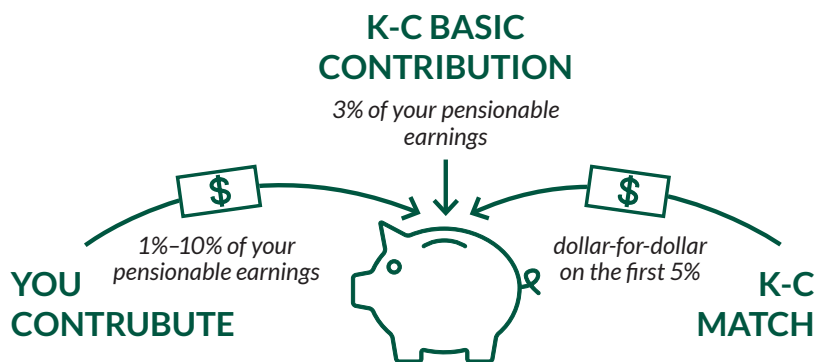 K-C BASIC
CONTRIBUTION
3% of your pensionable
earnings
$
$
1%–10% of your
pensionable earnings
YOU
CONTRUBUTE
dollar-for-dollar
on the first 5%
K-C
MATCH